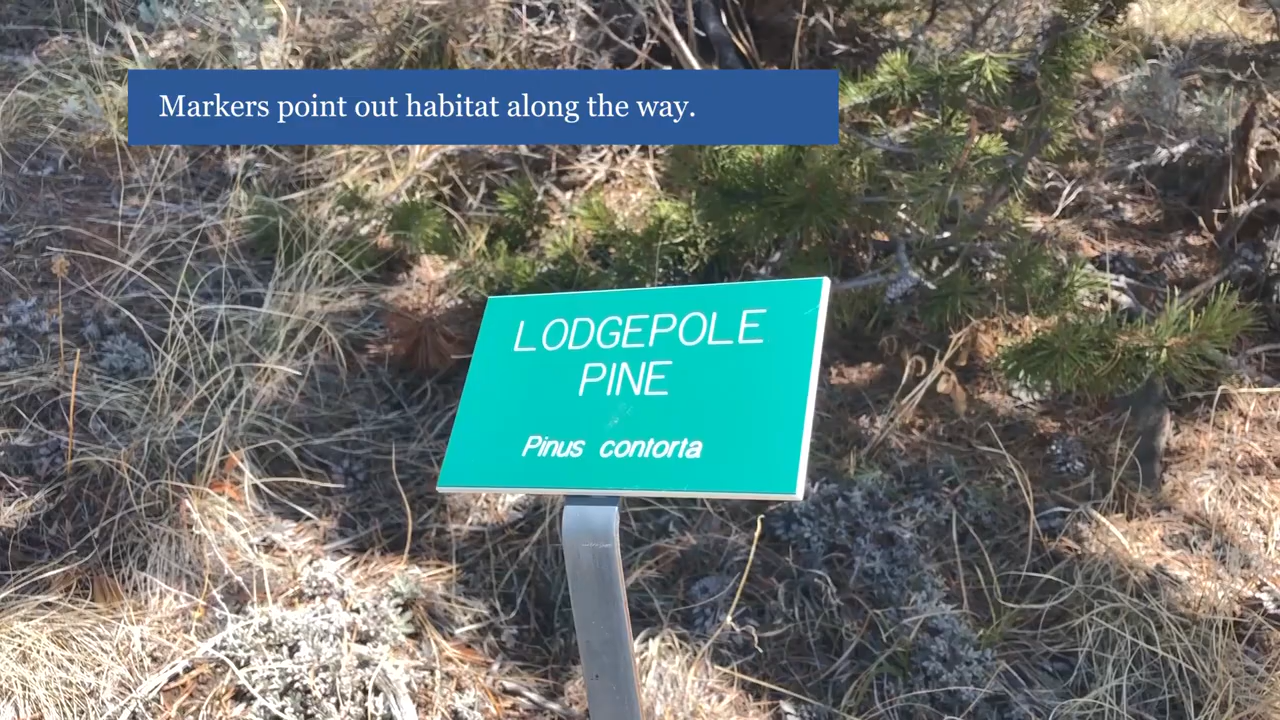 Markers point out habitat along the way.
LODGEPOLE
PINE
Pinus contorta